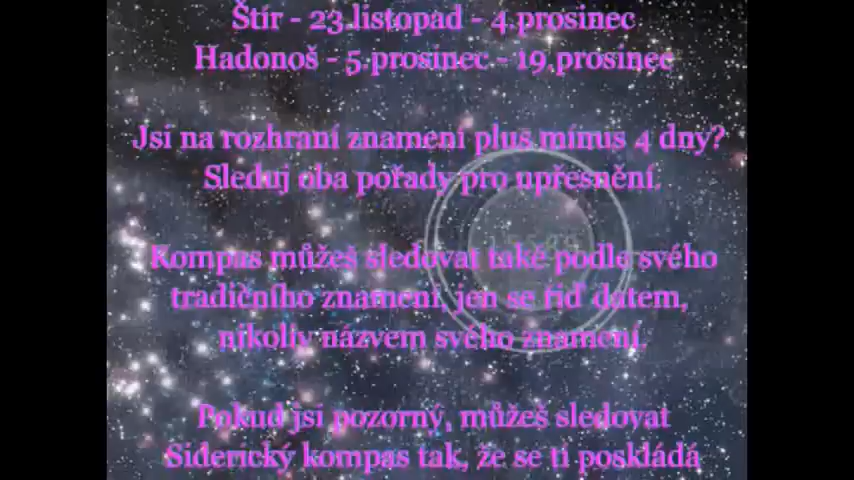 Štír - 23.listopad - 4.prosinec
Hadonoš - 5.prosinec - 19.prosinec
Jsi na rozhraní znamení plus mínus 4 dny?
Sleduj oba pořady pro upřesnění.
Kompas můžeš sledovat také podle svého
tradičního znamení, jen se řiď datem,
nikoliv názvem svého znamení.
Pokud jsi pozorný, můžeš sledovat
Siderický kompas tak, že se ti poskládá